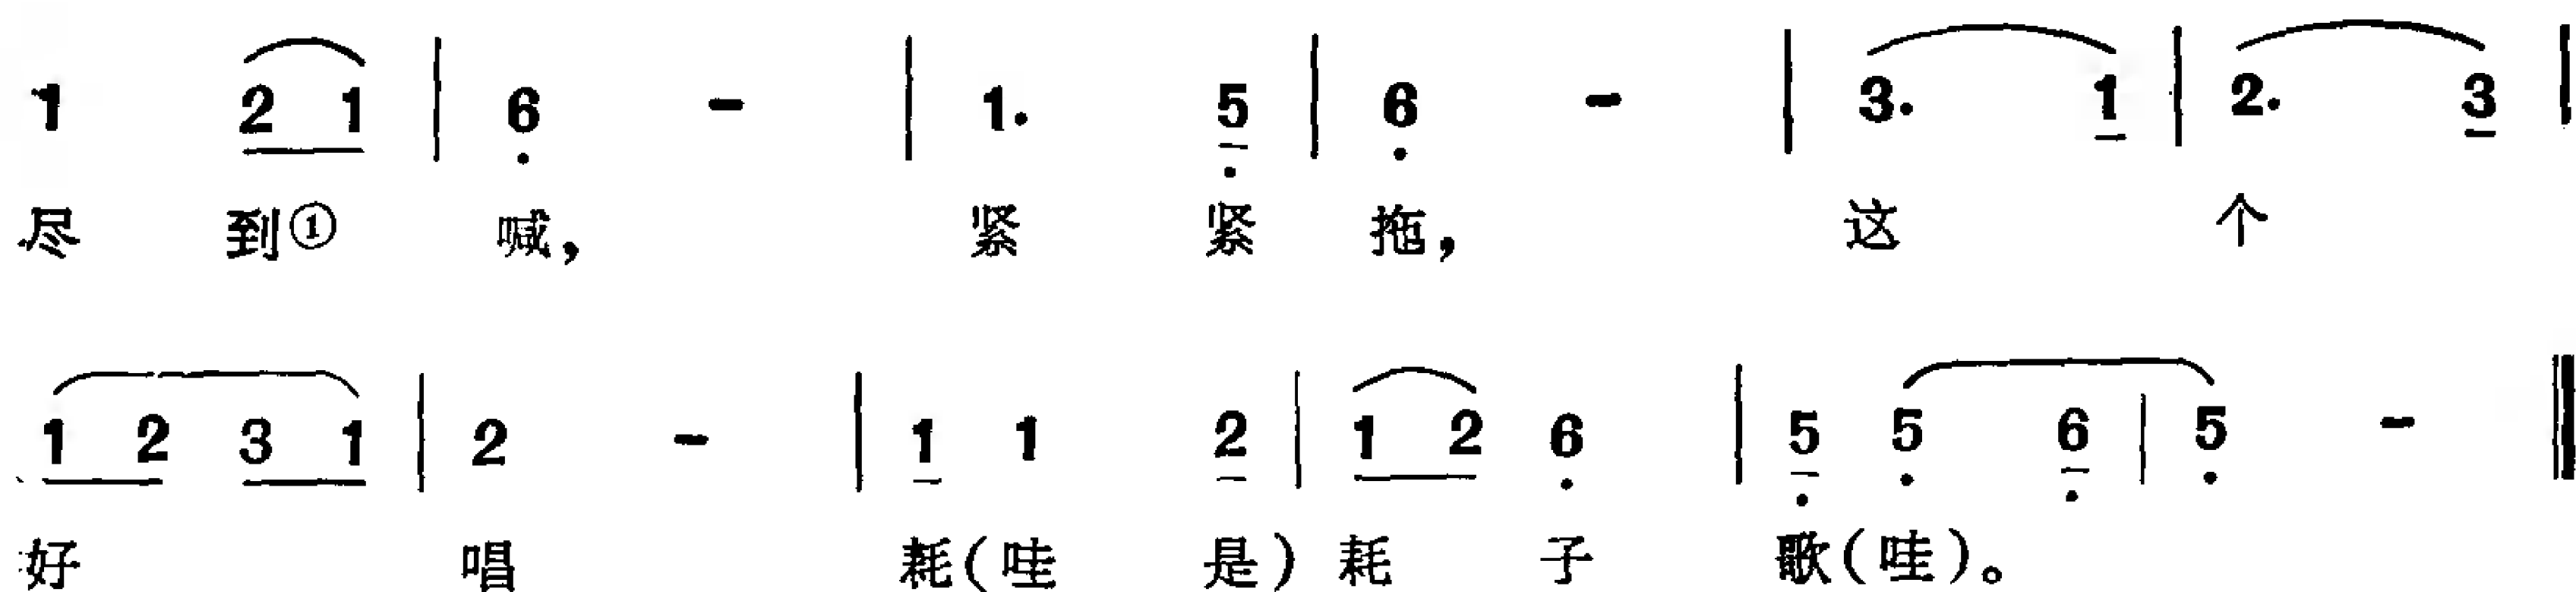 1 2 1 | 6 - | 1. 5 | 6 - | 3. 1 | 2. 3 |
尽 到① 喊， 紧 紧 拖， 这 个
1 2 3 1 | 2 - | 1 1 2 | 1 2 6 | 5 5 6 | 5 - ‖
好 唱 耗（哇 是）耗 子 歌（哇）。